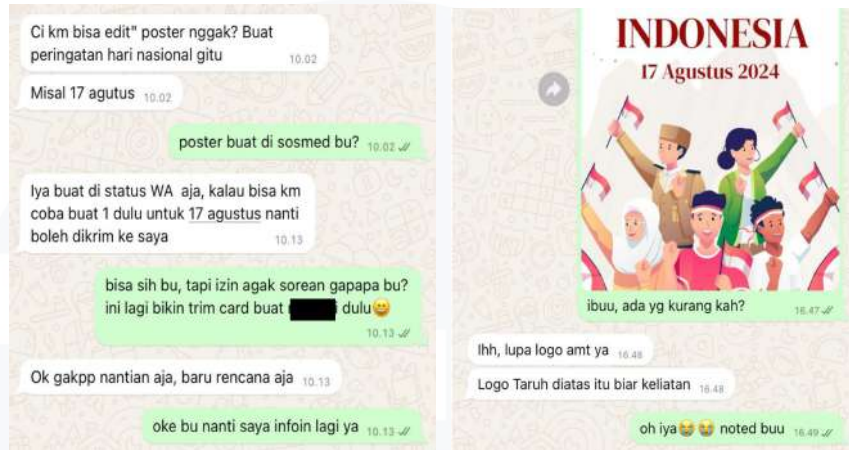 Ci km bisa edit" poster nggak? Buat
peringatan hari nasional gitu
10.02
Misal 17 agutus 10.02
poster buat di sosmed bu? 10.02
Iya buat di status WA aja, kalau bisa km
coba buat 1 dulu untuk 17 agustus nanti
boleh dikrim ke saya
10.13
bisa sih bu, tapi izin agak sorean gapapa bu?
ini lagi bikin trim card buat i dulu😄
10.13
Ok gakpp nantian aja, baru rencana aja 10.13
oke bu nanti saya infoin lagi ya 10.13
INDONESIA
17 Agustus 2024
ibuu, ada yg kurang kah?
16.47
Ihh, lupa logo amt ya 16.48
Logo Taruh diatas itu biar keliatan 16.48
oh iya😭😭 noted buu 16.49